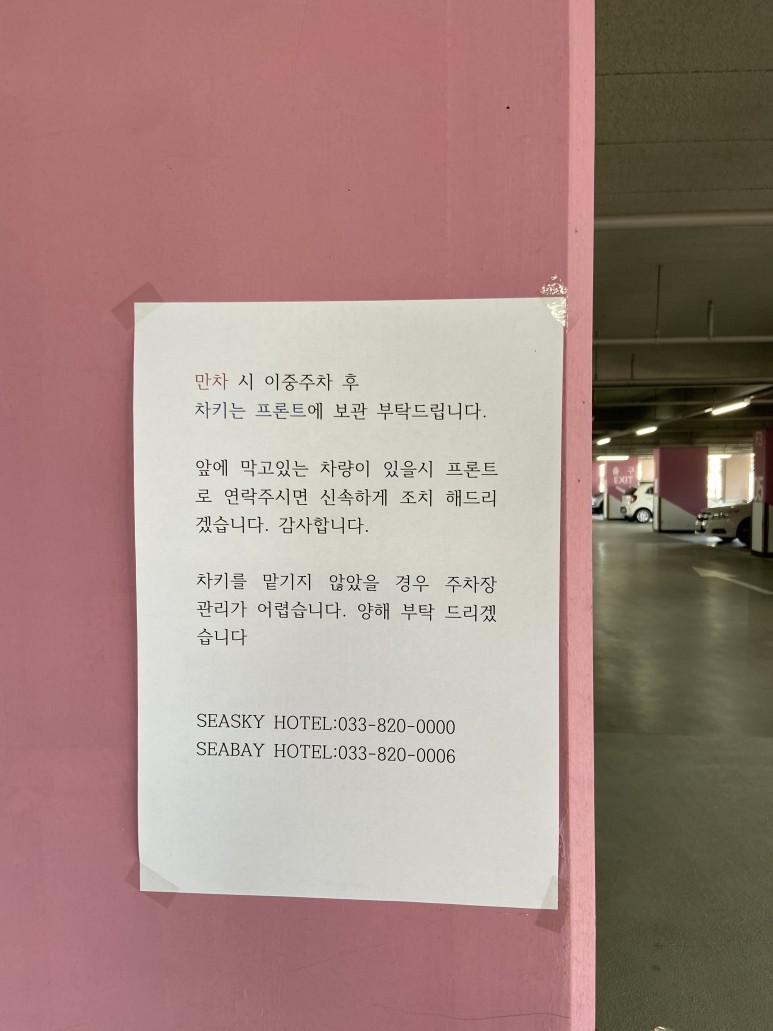 만차 시 이중주차 후
차키는 프론트에 보관 부탁드립니다.
앞에 막고있는 차량이 있을시 프론트
로 연락주시면 신속하게 조치 해드리
겠습니다. 감사합니다.
차키를 맡기지 않았을 경우 주차장
관리가 어렵습니다. 양해 부탁 드리겠
습니다
SEASKY HOTEL:033-820-0000
SEABAY HOTEL:033-820-0006
출구
EXIT
05